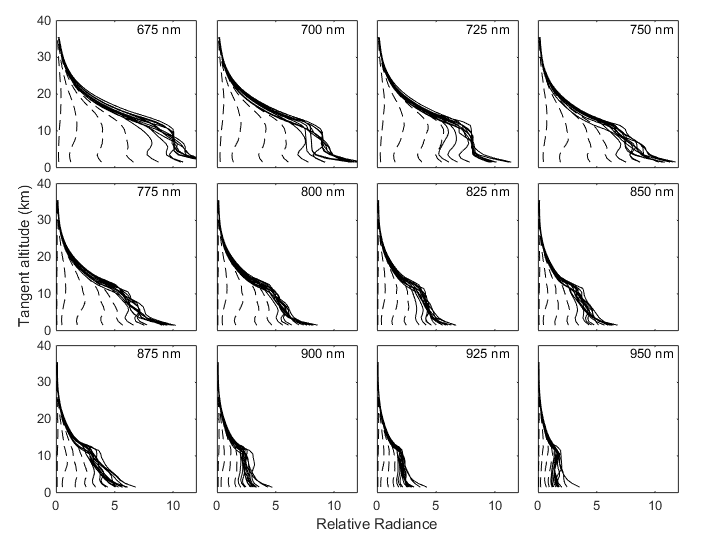 40
30
20
10
0
675 nm
700 nm
725 nm
750 nm
40
30
20
10
0
775 nm
800 nm
825 nm
850 nm
Tangent altitude (km)
40
30
20
10
0
875 nm
900 nm
925 nm
950 nm
0 5 10 0 5 10 0 5 10 0 5 10
Relative Radiance